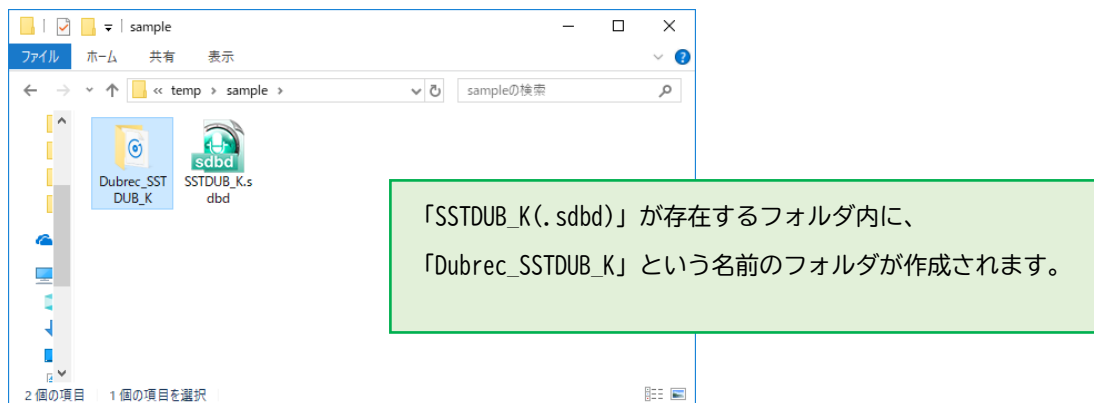 sample
ファイル ホーム 共有 表示
« temp › sample ›
sampleの検索
sdbd
Dubrec_SST
DUB_K
SSTDUB_K.s
dbd
「SSTDUB_K(.sdbd)」が存在するフォルダ内に、
「Dubrec_SSTDUB_K」という名前のフォルダが作成されます。
2 個の項目 1 個の項目を選択